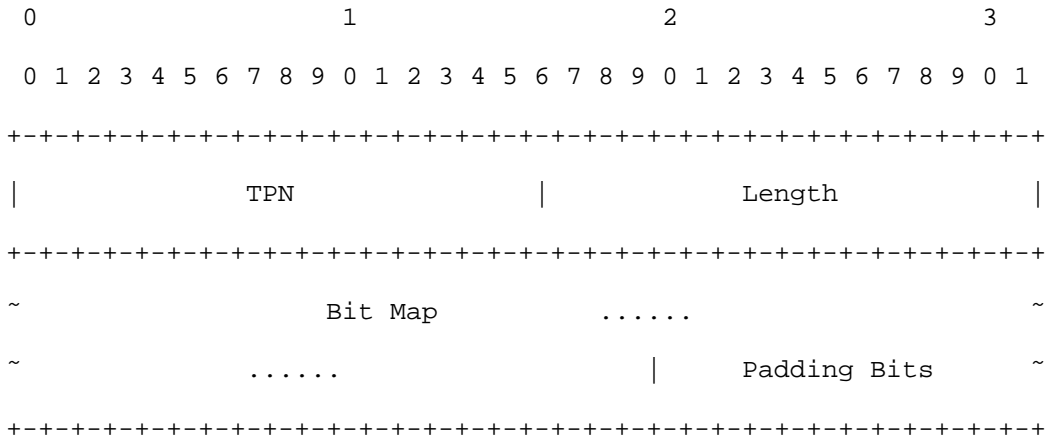 0                   1                   2                   3
0 1 2 3 4 5 6 7 8 9 0 1 2 3 4 5 6 7 8 9 0 1 2 3 4 5 6 7 8 9 0 1
+-+-+-+-+-+-+-+-+-+-+-+-+-+-+-+-+-+-+-+-+-+-+-+-+-+-+-+-+-+-+-+-+
|              TPN               |            Length            |
+-+-+-+-+-+-+-+-+-+-+-+-+-+-+-+-+-+-+-+-+-+-+-+-+-+-+-+-+-+-+-+-+
~                   Bit Map          ......                     ~
~              ......                   |     Padding Bits      ~
+-+-+-+-+-+-+-+-+-+-+-+-+-+-+-+-+-+-+-+-+-+-+-+-+-+-+-+-+-+-+-+-+